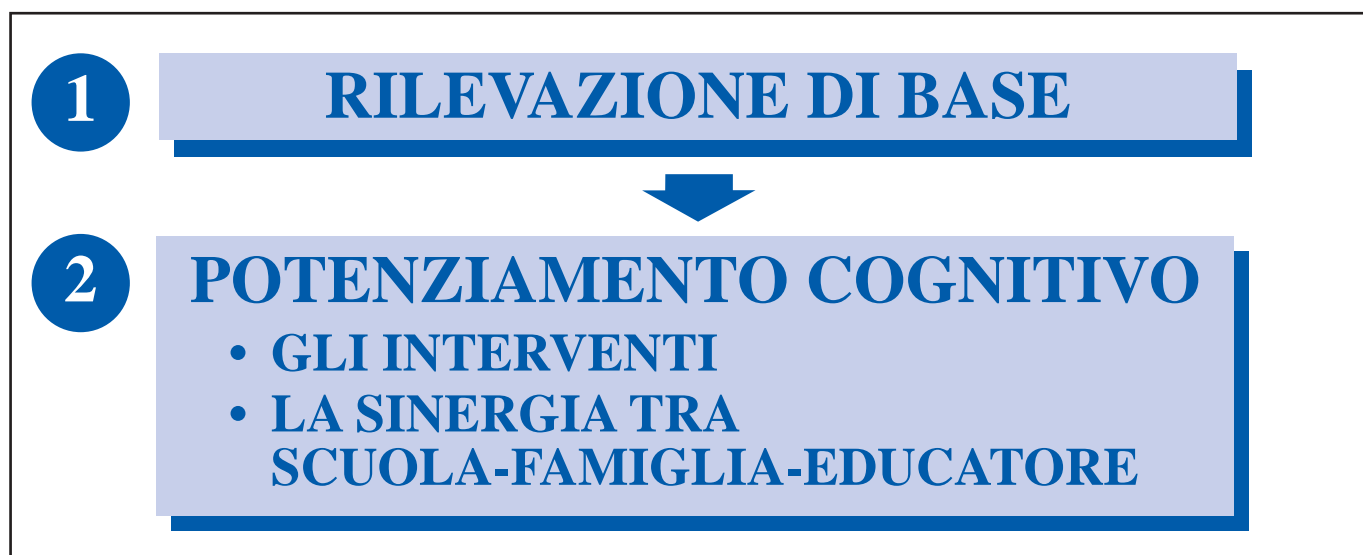 1 RILEVAZIONE DI BASE
2 POTENZIAMENTO COGNITIVO
• GLI INTERVENTI
• LA SINERGIA TRA
SCUOLA-FAMIGLIA-EDUCATORE